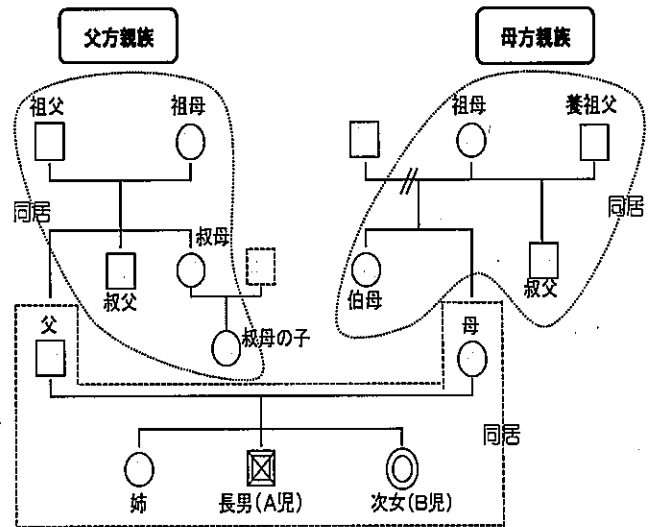 父方親族
母方親族
祖父
祖母
祖母
養祖父
同居
同居
叔母
叔父
伯母
叔父
父
叔母の子
母
同居
姉
長男(A児)
次女(B児)